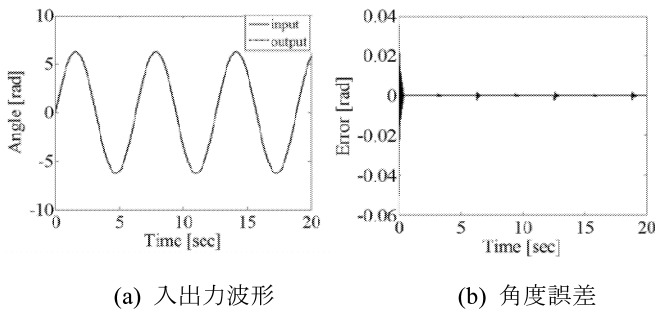 10
5
0
-5
-10
Angle [rad]
input
output
0 5 10 15 20
Time [sec]
(a) 入出力波形
0.04
0.02
0
-0.02
-0.04
-0.06
Error [rad]
0 5 10 15 20
Time [sec]
(b) 角度誤差